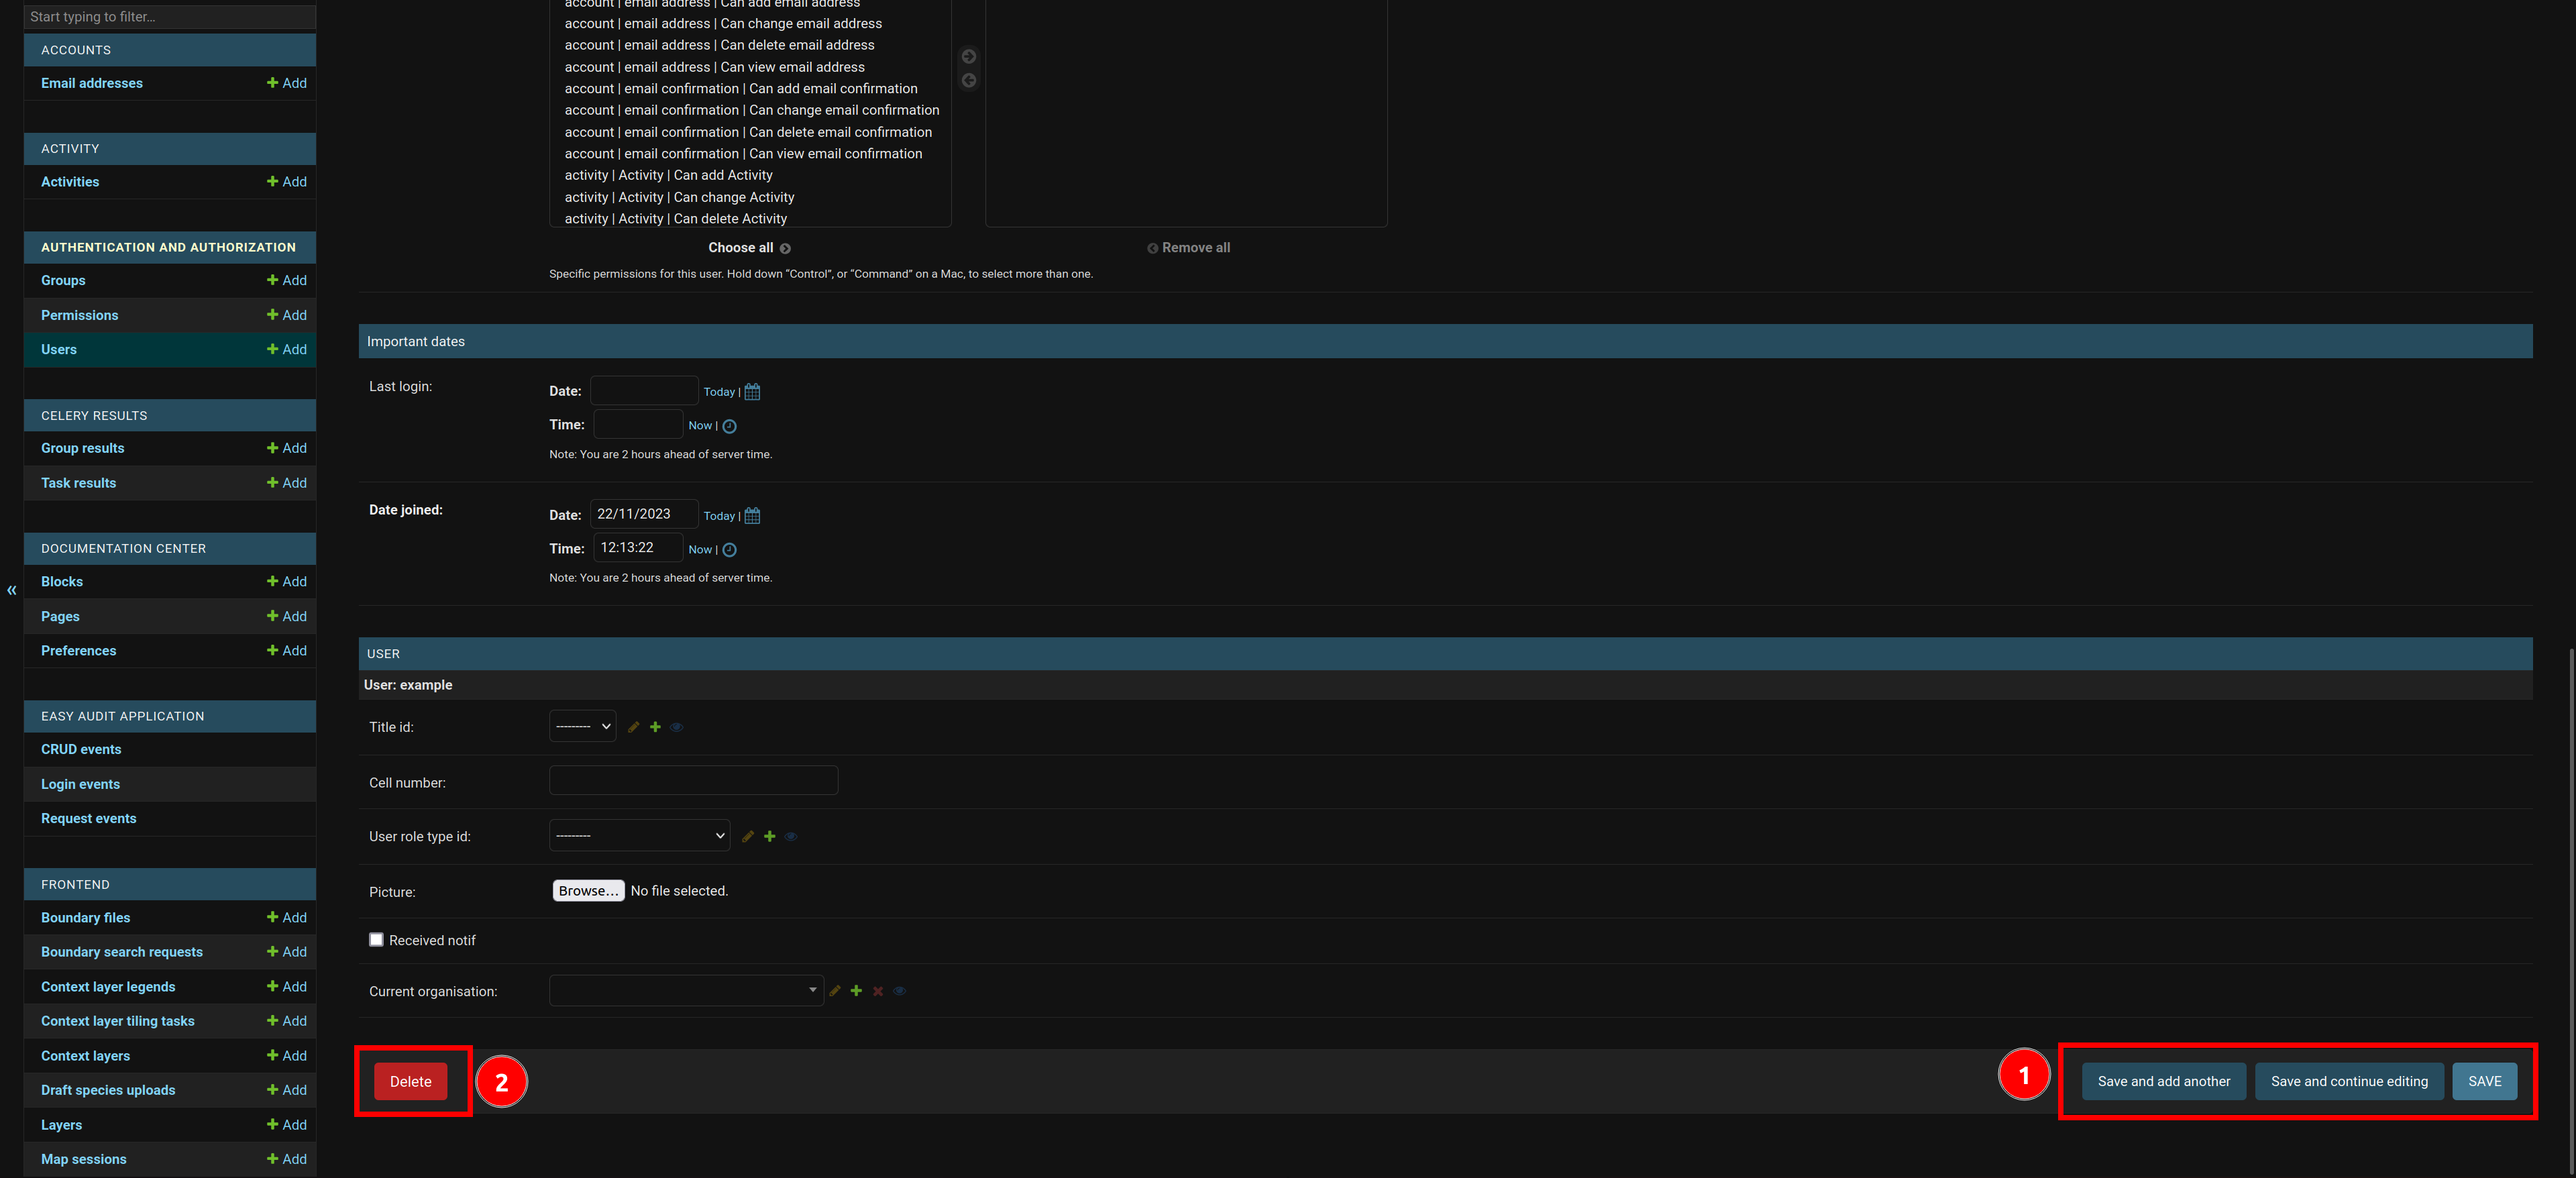 Start typing to filter...
ACCOUNTS
Email addresses
Add
ACTIVITY
Activities
Add
AUTHENTICATION AND AUTHORIZATION
Groups
Add
Permissions
Add
Users
Add
CELERY RESULTS
Group results
Add
Task results
Add
DOCUMENTATION CENTER
Blocks
Add
Pages
Add
Preferences
Add
EASY AUDIT APPLICATION
CRUD events
Login events
Request events
FRONTEND
Boundary files
Add
Boundary search requests
Add
Context layer legends
Add
Context layer tiling tasks
Add
Context layers
Add
Draft species uploads
Add
Layers
Add
Map sessions
Add
«
account | email address | Can add email address
account | email address | Can change email address
account | email address | Can delete email address
account | email address | Can view email address
account | email confirmation | Can add email confirmation
account | email confirmation | Can change email confirmation
account | email confirmation | Can delete email confirmation
account | email confirmation | Can view email confirmation
activity | Activity | Can add Activity
activity | Activity | Can change Activity
activity | Activity | Can delete Activity
Choose all
Remove all
Specific permissions for this user. Hold down “Control”, or “Command” on a Mac, to select more than one.
Important dates
Last login:
Date:
Today |
Time:
Now |
Note: You are 2 hours ahead of server time.
Date joined:
Date: 22/11/2023 Today |
Time: 12:13:22 Now |
Note: You are 2 hours ahead of server time.
USER
User: example
Title id:
---------
Cell number:
User role type id:
---------
Picture:
Browse... No file selected.
Received notif
Current organisation:
Delete
2
1
Save and add another
Save and continue editing
SAVE